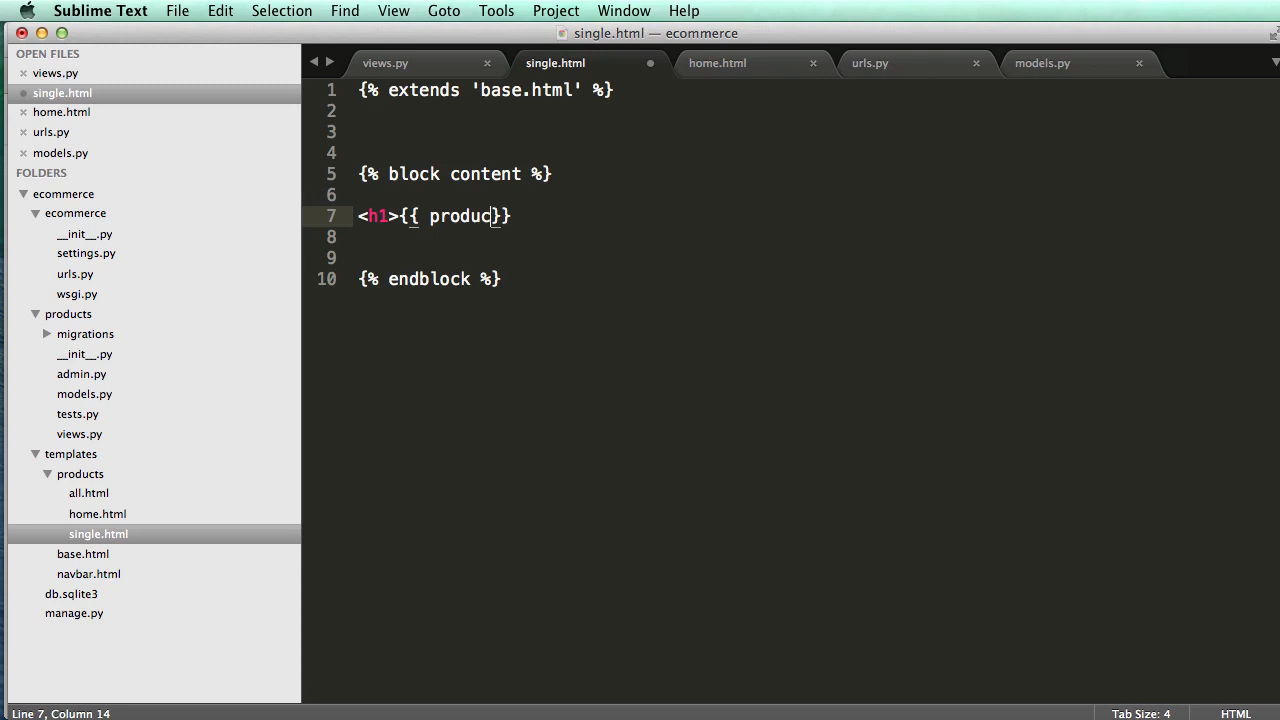 Sublime Text File Edit Selection Find View Goto Tools Project Window Help
single.html — ecommerce
OPEN FILES
views.py
single.html
home.html
urls.py
models.py
FOLDERS
ecommerce
ecommerce
__init__.py
settings.py
urls.py
wsgi.py
products
migrations
__init__.py
admin.py
models.py
tests.py
views.py
templates
products
all.html
home.html
single.html
base.html
navbar.html
db.sqlite3
manage.py
views.py single.html home.html urls.py models.py
1 {% extends 'base.html' %}
2
3
4
5 {% block content %}
6
7 <h1>{{ produc}}
8
9
10 {% endblock %}
Line 7, Column 14 Tab Size: 4 HTML